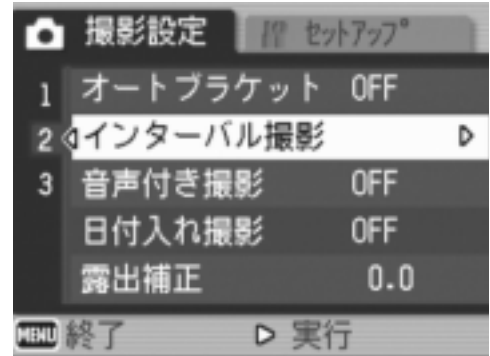 撮影設定 セットアップ
1 オートブラケット OFF
2 インターバル撮影
3 音声付き撮影 OFF
日付入れ撮影 OFF
露出補正 0.0
MENU 終了 実行